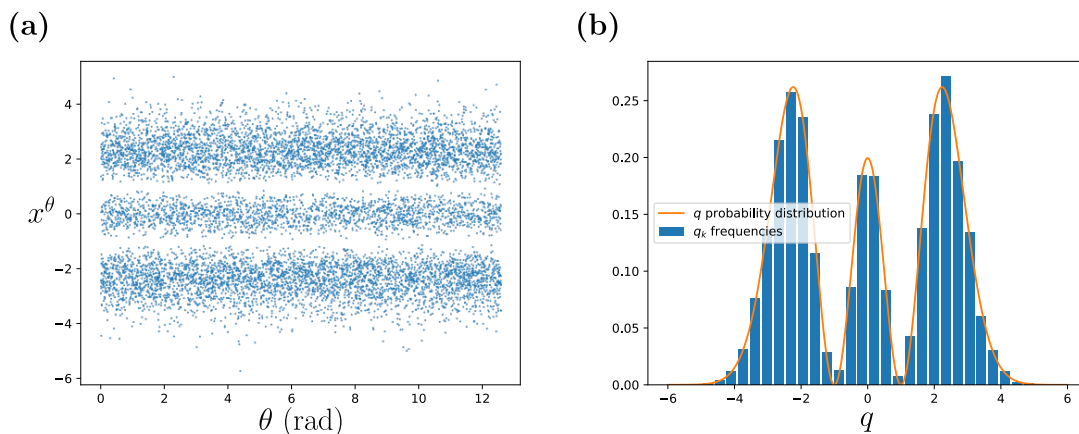 (a)
(b)
4
2
0
−2
−4
−6
x^θ
0 2 4 6 8 10 12
θ (rad)
0.25
0.20
0.15
0.10
0.05
0.00
q probability distribution
q_k frequencies
−6 −4 −2 0 2 4 6
q